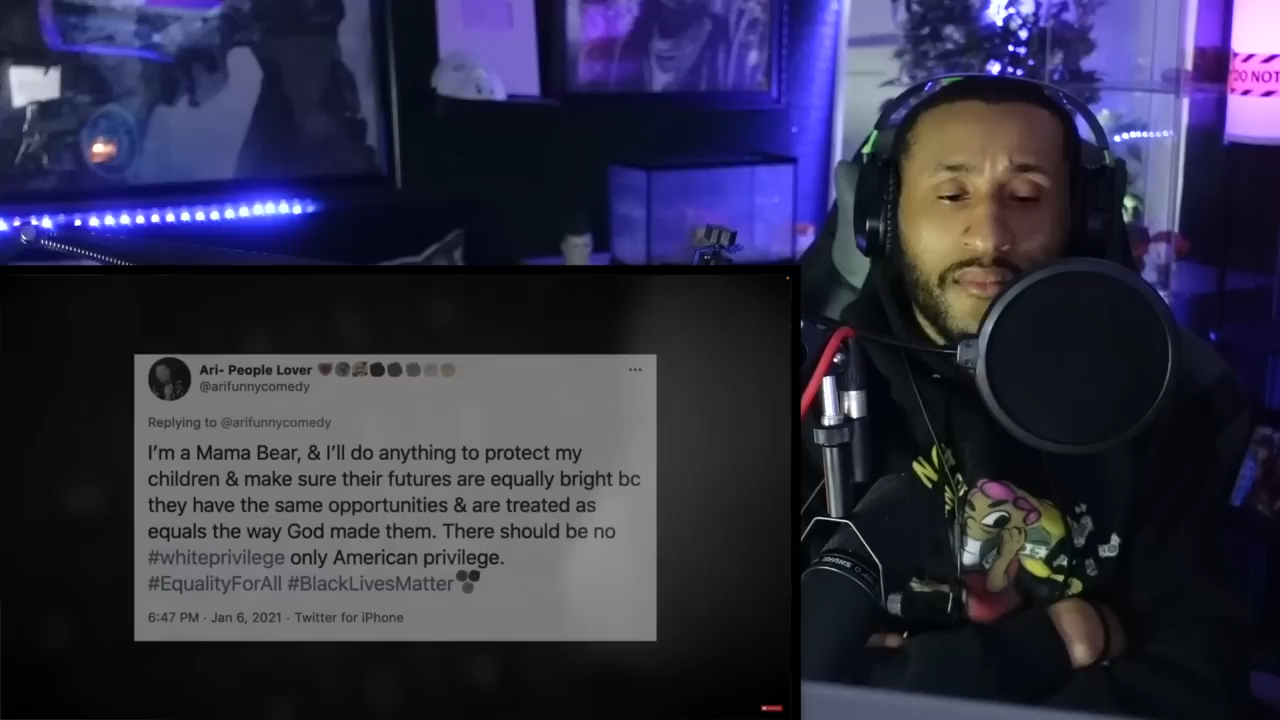 DO NOT
Ari- People Lover
@arifunnycomedy
Replying to @arifunnycomedy
I'm a Mama Bear, & I'll do anything to protect my
children & make sure their futures are equally bright bc
they have the same opportunities & are treated as
equals the way God made them. There should be no
#whiteprivilege only American privilege.
#EqualityForAll #BlackLivesMatter
6:47 PM · Jan 6, 2021 · Twitter for iPhone
SHURE